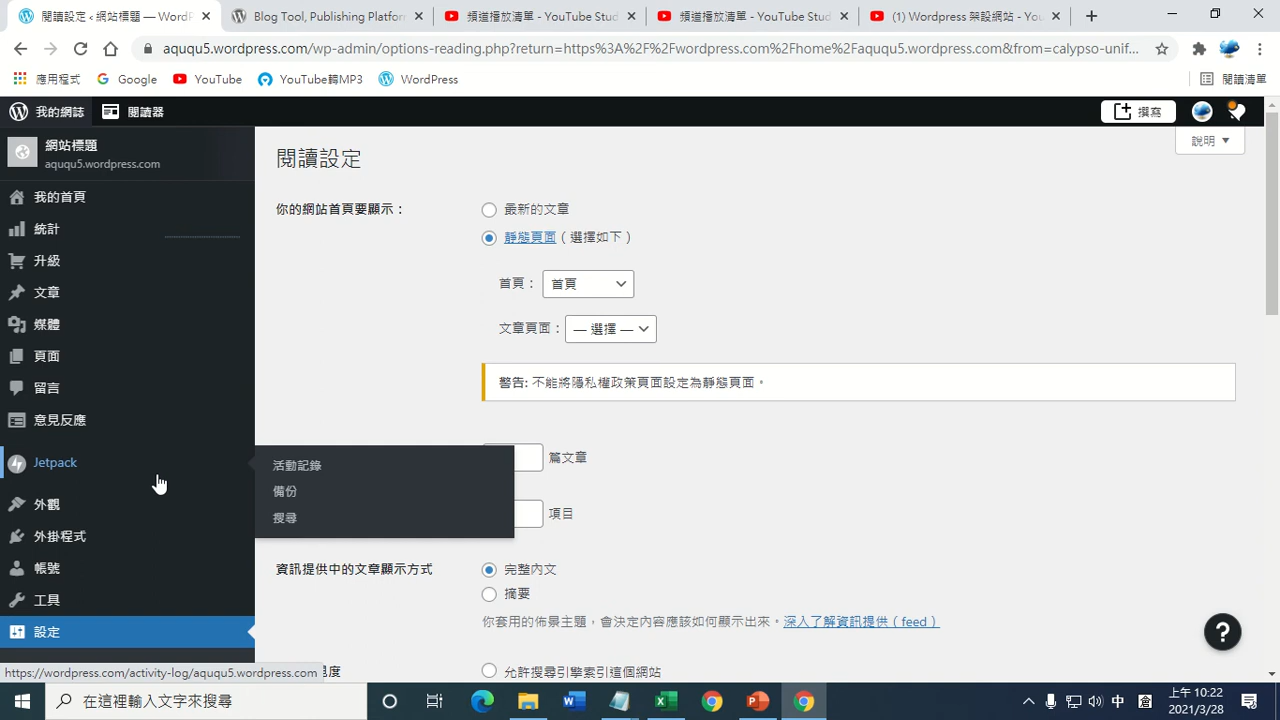 閱讀設定 ‹ 網站標題 — WordP
Blog Tool, Publishing Platform
頻道播放清單 - YouTube Stud
頻道播放清單 - YouTube Stud
(1) Wordpress 架設網站 - You
aququ5.wordpress.com/wp-admin/options-reading.php?return=https%3A%2F%2Fwordpress.com%2Fhome%2Faququ5.wordpress.com&from=calypso-unif...
應用程式
Google
YouTube
YouTube轉MP3
WordPress
閱讀清單
我的網誌
閱讀器
撰寫
網站標題
aququ5.wordpress.com
說明
閱讀設定
我的首頁
統計
升級
文章
媒體
頁面
留言
意見反應
Jetpack
外觀
外掛程式
帳號
工具
設定
活動記錄
備份
搜尋
你的網站首頁要顯示：
最新的文章
靜態頁面（選擇如下）
首頁： 首頁
文章頁面： — 選擇 —
警告: 不能將隱私權政策頁面設定為靜態頁面。
篇文章
項目
資訊提供中的文章顯示方式
完整內文
摘要
你套用的佈景主題，會決定內容應該如何顯示出來。深入了解資訊提供（feed）
度
允許搜尋引擎索引這個網站
https://wordpress.com/activity-log/aququ5.wordpress.com
在這裡輸入文字來搜尋
中
倉
上午 10:22
2021/3/28